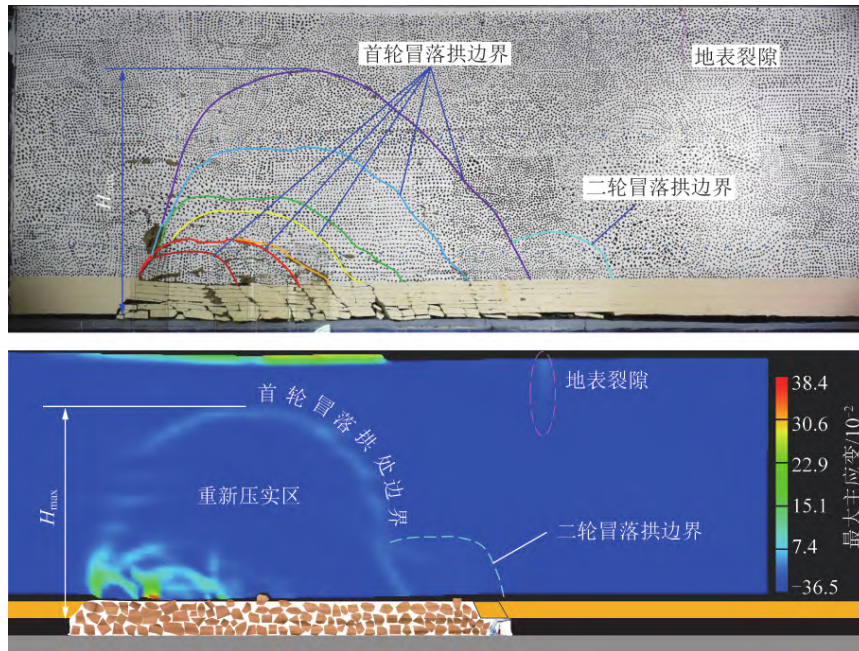 首轮冒落拱边界
地表裂隙
二轮冒落拱边界
Hmax
首轮冒落拱处边界
地表裂隙
重新压实区
二轮冒落拱边界
Hmax
38.4
30.6
22.9
15.1
7.4
−36.5
最大主应变/10⁻²